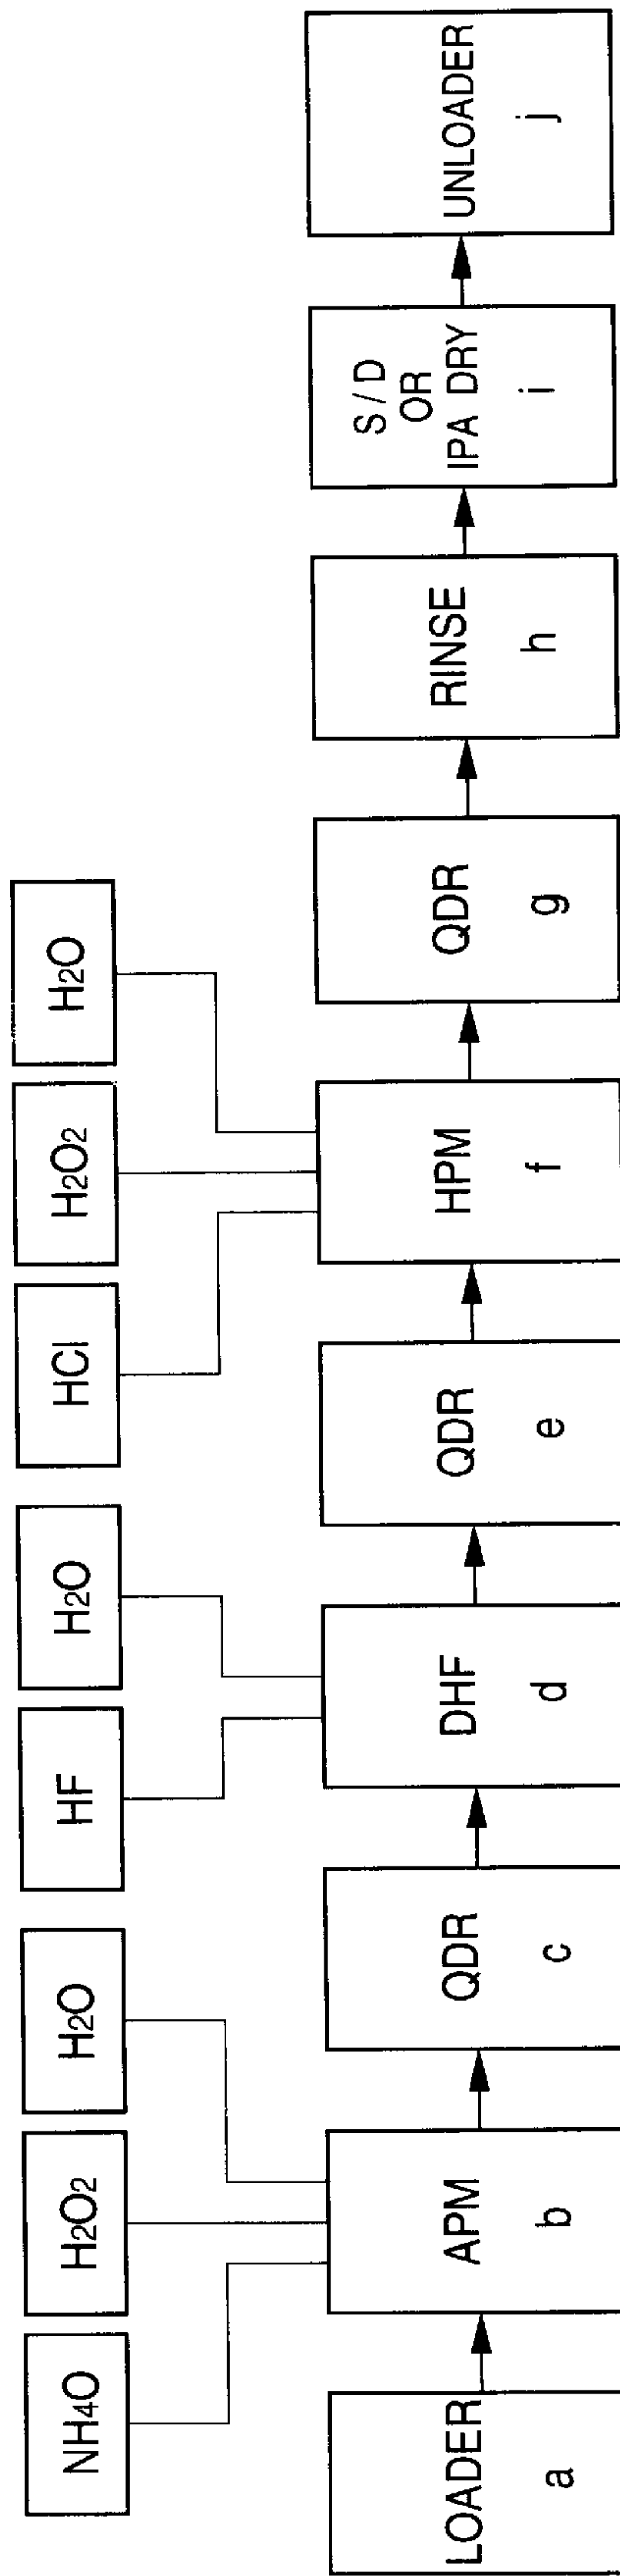 NH4O
H2O2
H2O
HF
H2O
HCl
H2O2
H2O
LOADER
a
APM
b
QDR
c
DHF
d
QDR
e
HPM
f
QDR
g
RINSE
h
S/D
OR
IPA DRY
i
UNLOADER
j